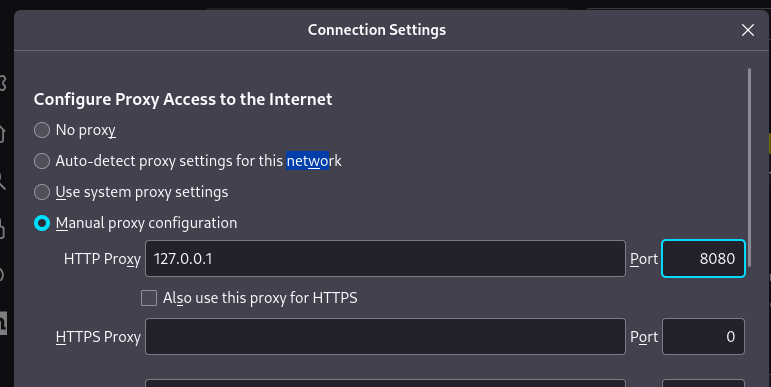 Connection Settings
Configure Proxy Access to the Internet
No proxy
Auto-detect proxy settings for this network
Use system proxy settings
Manual proxy configuration
HTTP Proxy 127.0.0.1 Port 8080
Also use this proxy for HTTPS
HTTPS Proxy Port 0